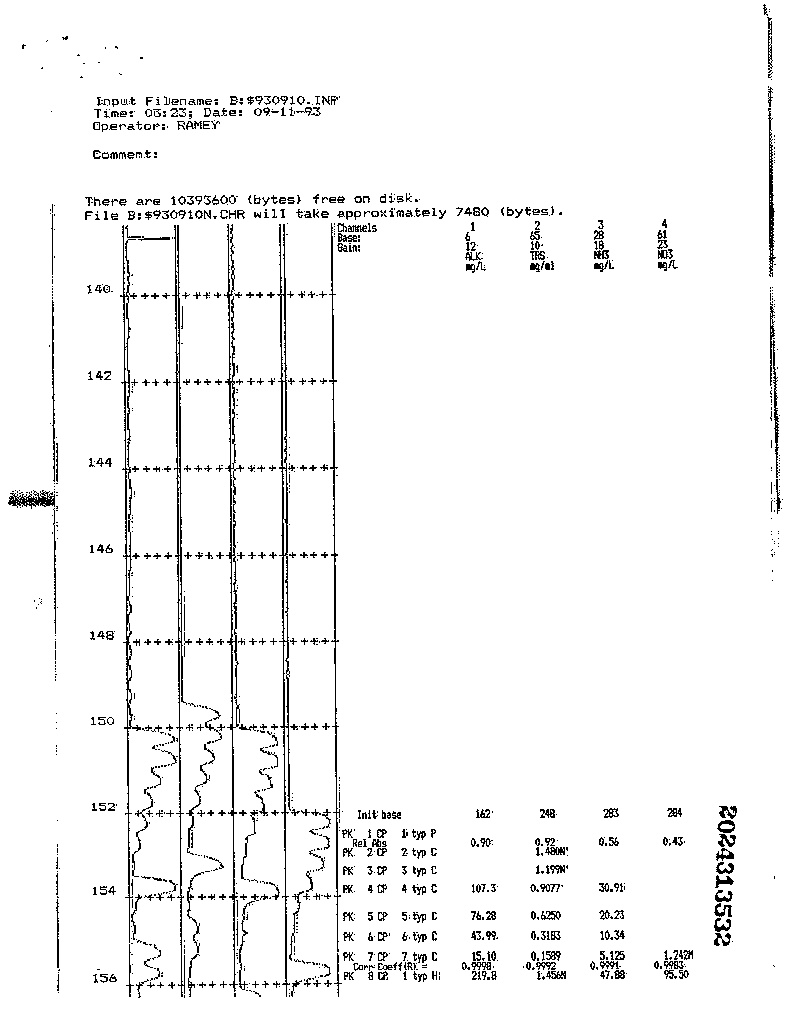 Input Filename: B:$930910.INP
Time: 03:23; Date: 09-11-93
Operator: RAMEY
Comment:
There are 10393600 (bytes) free on disk.
File B:$930910N.CHR will take approximately 7480 (bytes).
Channels 1 2 3 4
Base: 6 65 28 61
Gain: 12 10 18 23
ALK TRS NH3 NO3
mg/L mg/ml mg/L mg/L
140
142
144
146
148
150
152
Init base 162 248 283 284
PK 1 CP 1 typ P
Rel Abs 0.90 0.92 0.56 0.43
PK 2 CP 2 typ C 1.480N
PK 3 CP 3 typ C 1.199N
154
PK 4 CP 4 typ C 107.3 0.9077 30.91
PK 5 CP 5 typ C 76.28 0.6250 20.23
PK 6 CP 6 typ C 43.99 0.3183 10.34
PK 7 CP 7 typ C 15.10 0.1589 5.125 1.242M
Corr Coeff(R) = 0.9998 0.9992 0.9991 0.9983
156
PK 8 CP 1 typ H 219.8 1.456M 47.88 95.50
2024313532